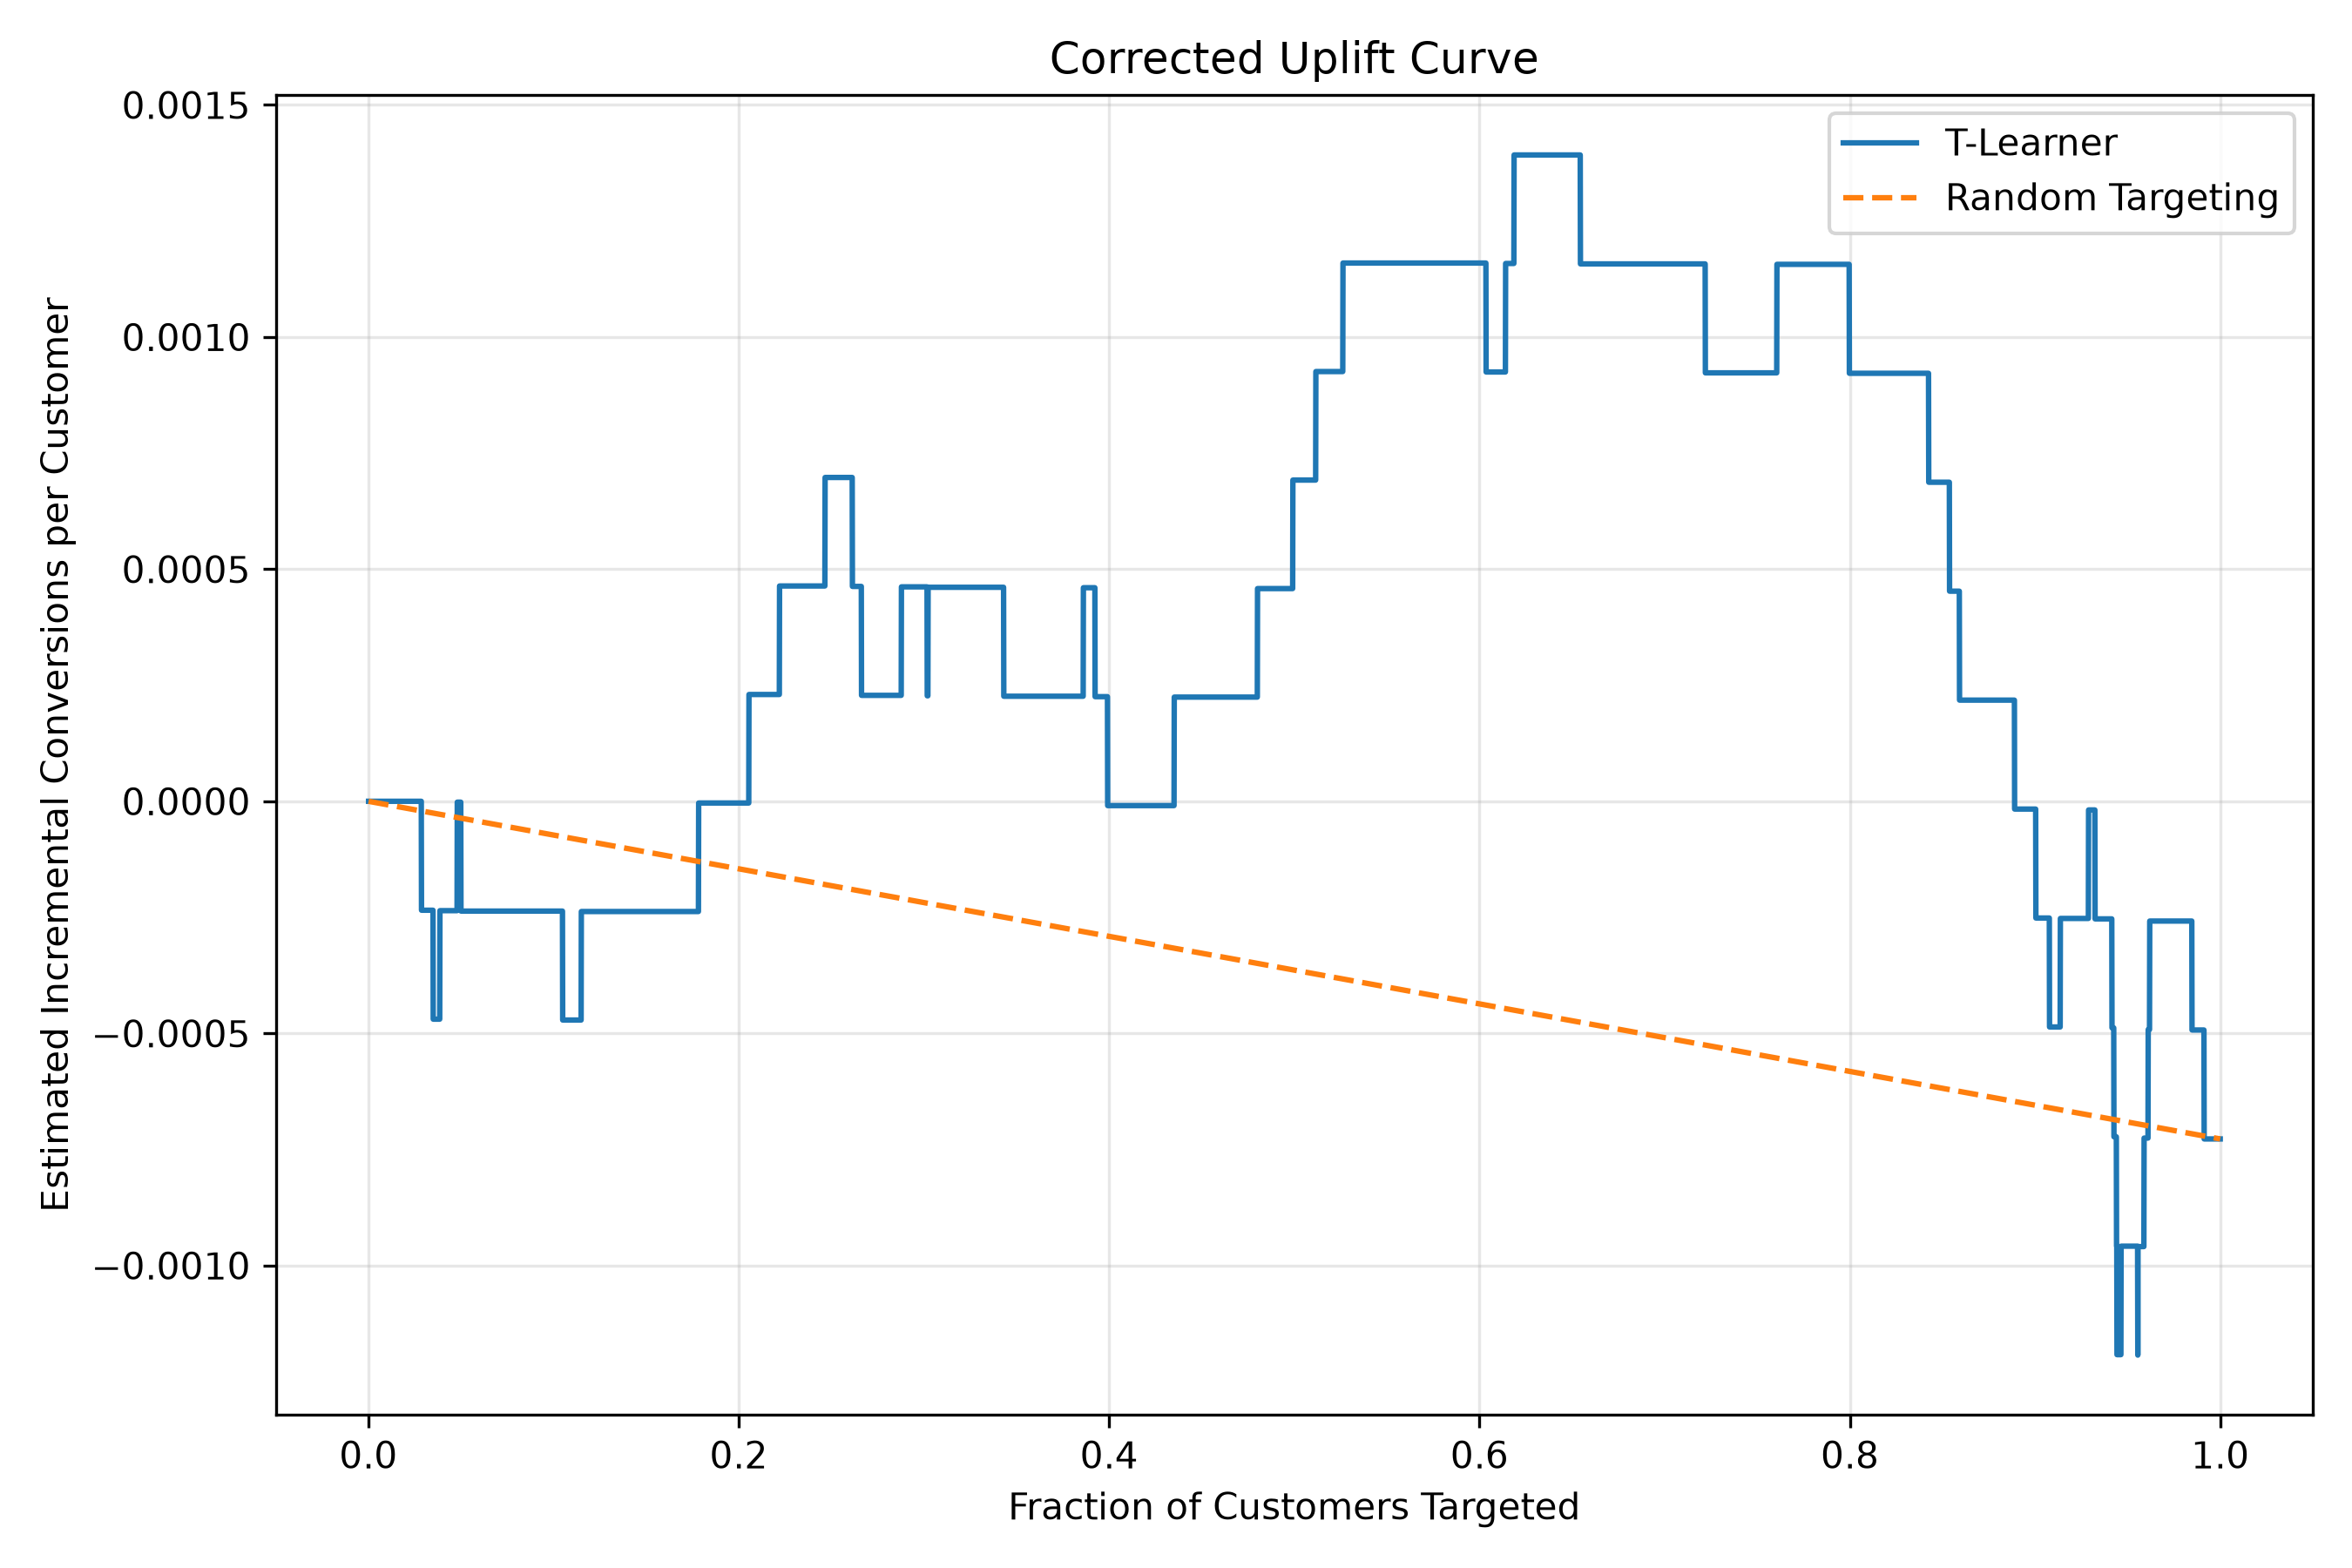 Corrected Uplift Curve
T-Learner
Random Targeting
Estimated Incremental Conversions per Customer
0.0015
0.0010
0.0005
0.0000
−0.0005
−0.0010
0.0 0.2 0.4 0.6 0.8 1.0
Fraction of Customers Targeted